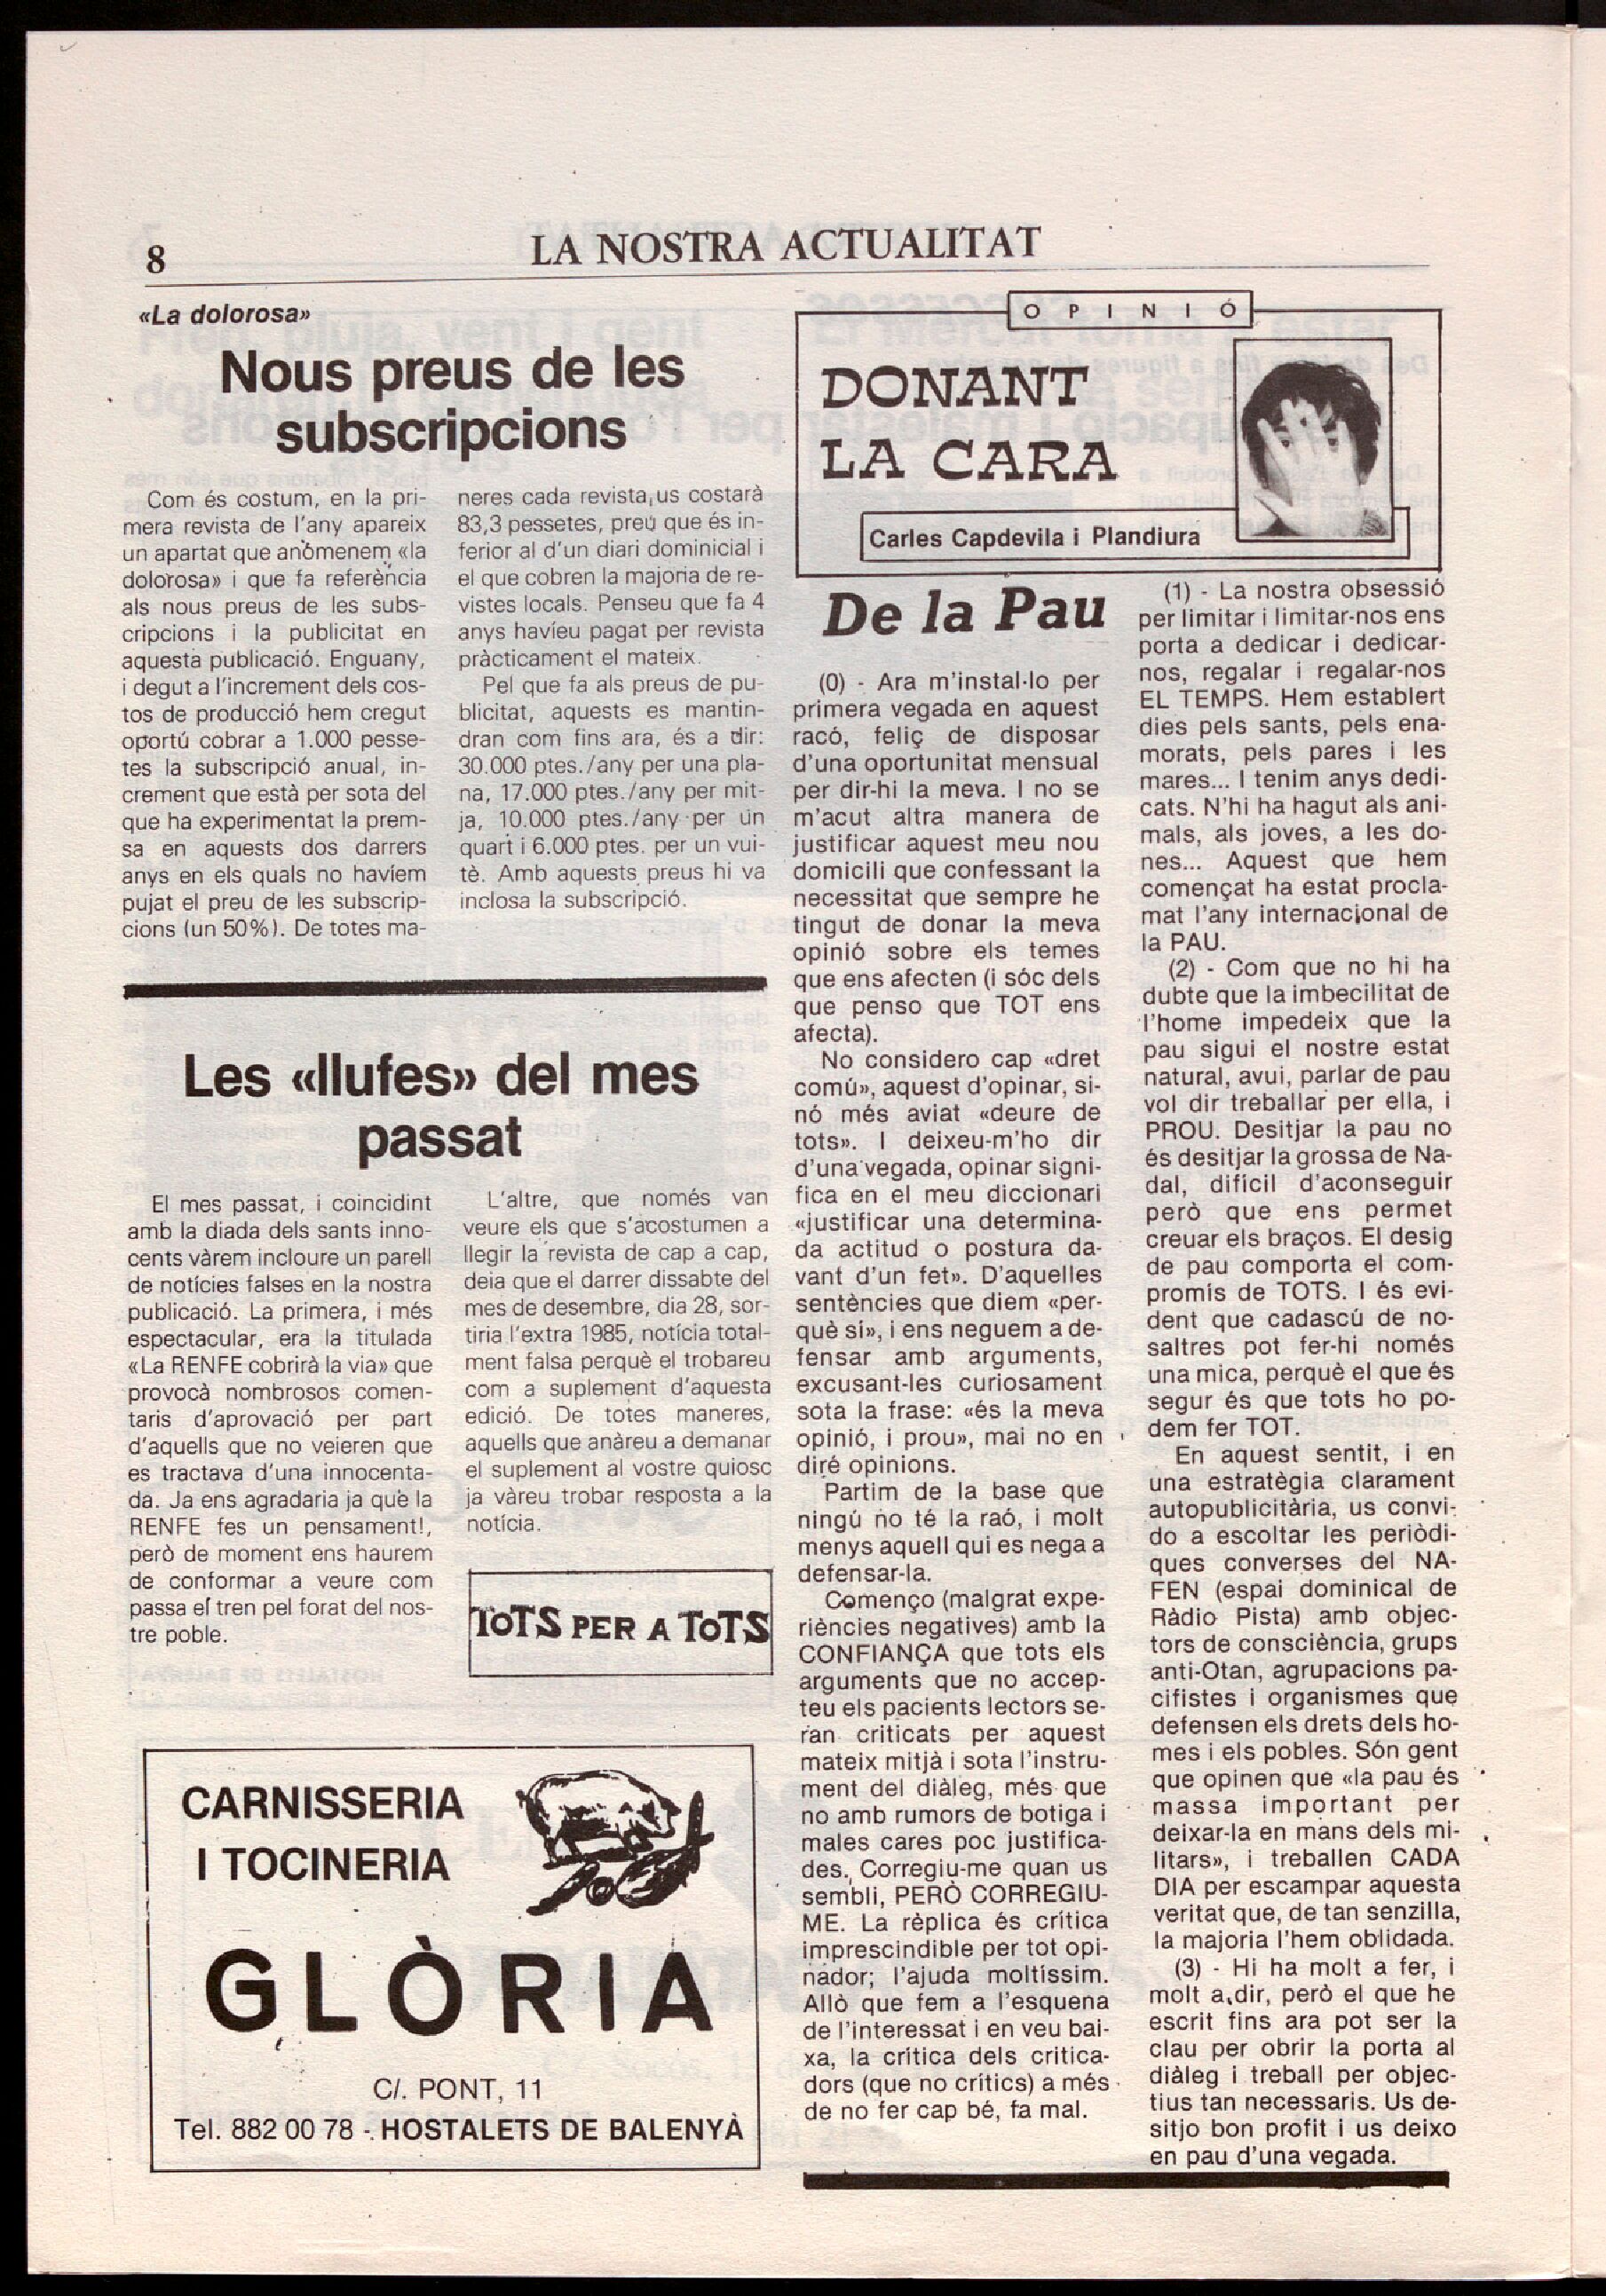 8
LA NOSTRA ACTUALITAT
«La dolorosa»
Nous preus de les
subscripcions
Com és costum, en la pri-
mera revista de l'any apareix
un apartat que anòmenem «la
dolorosa» i que fa referència
als nous preus de les subs-
cripcions i la publicitat en
aquesta publicació. Enguany,
i degut a l'increment dels cos-
tos de producció hem cregut
oportú cobrar a 1.000 pesse-
tes la subscripció anual, in-
crement que està per sota del
que ha experimentat la prem-
sa en aquests dos darrers
anys en els quals no havíem
pujat el preu de les subscrip-
cions (un 50%). De totes ma-
neres cada revista, us costarà
83,3 pessetes, preu que és in-
ferior al d'un diari dominicial i
el que cobren la majoria de re-
vistes locals. Penseu que fa 4
anys havíeu pagat per revista
pràcticament el mateix.
Pel que fa als preus de pu-
blicitat, aquests es mantin-
dran com fins ara, és a dir:
30.000 ptes./any per una pla-
na, 17.000 ptes./any per mit-
ja, 10.000 ptes./any per un
quart i 6.000 ptes. per un vui-
tè. Amb aquests preus hi va
inclosa la subscripció.
Les «llufes» del mes
passat
El mes passat, i coincidint
amb la diada dels sants inno-
cents vàrem incloure un parell
de notícies falses en la nostra
publicació. La primera, i més
espectacular, era la titulada
«La RENFE cobrirà la via» que
provocà nombrosos comen-
taris d'aprovació per part
d'aquells que no veieren que
es tractava d'una innocenta-
da. Ja ens agradaria ja què la
RENFE fes un pensament!,
però de moment ens haurem
de conformar a veure com
passa el tren pel forat del nos-
tre poble.
L'altre, que només van
veure els que s'acostumen a
llegir la revista de cap a cap,
deia que el darrer dissabte del
mes de desembre, dia 28, sor-
tiria l'extra 1985, notícia total-
ment falsa perquè el trobareu
com a suplement d'aquesta
edició. De totes maneres,
aquells que anàreu a demanar
el suplement al vostre quiosc
ja vàreu trobar resposta a la
notícia.
TOTS PER A TOTS
CARNISSERIA
I TOCINERIA
GLÒRIA
C/. PONT, 11
Tel. 882 00 78 - HOSTALETS DE BALENYÀ
OPINIÓ
DONANT
LA CARA
Carles Capdevila i Plandiura
De la Pau
(0) - Ara m'instal·lo per
primera vegada en aquest
racó, feliç de disposar
d'una oportunitat mensual
per dir-hi la meva. I no se
m'acut altra manera de
justificar aquest meu nou
domicili que confessant la
necessitat que sempre he
tingut de donar la meva
opinió sobre els temes
que ens afecten (i sóc dels
que penso que TOT ens
afecta).
No considero cap «dret
comú», aquest d'opinar, si-
nó més aviat «deure de
tots». I deixeu-m'ho dir
d'una vegada, opinar signi-
fica en el meu diccionari
«justificar una determina-
da actitud o postura da-
vant d'un fet». D'aquelles
sentències que diem «per-
què sí», i ens neguem a de-
fensar amb arguments,
excusant-les curiosament
sota la frase: «és la meva
opinió, i prou», mai no en
diré opinions.
Partim de la base que
ningú no té la raó, i molt
menys aquell qui es nega a
defensar-la.
Començo (malgrat expe-
riències negatives) amb la
CONFIANÇA que tots els
arguments que no accep-
teu els pacients lectors se-
ran criticats per aquest
mateix mitjà i sota l'instru-
ment del diàleg, més que
no amb rumors de botiga i
males cares poc justifica-
des. Corregiu-me quan us
sembli, PERÒ CORREGIU-
ME. La rèplica és crítica
imprescindible per tot opi-
nador; l'ajuda moltíssim.
Allò que fem a l'esquena
de l'interessat i en veu bai-
xa, la crítica dels critica-
dors (que no crítics) a més
de no fer cap bé, fa mal.
(1) - La nostra obsessió
per limitar i limitar-nos ens
porta a dedicar i dedicar-
nos, regalar i regalar-nos
EL TEMPS. Hem establert
dies pels sants, pels ena-
morats, pels pares i les
mares... I tenim anys dedi-
cats. N'hi ha hagut als ani-
mals, als joves, a les do-
nes... Aquest que hem
començat ha estat procla-
mat l'any internacional de
la PAU.
(2) - Com que no hi ha
dubte que la imbecilitat de
l'home impedeix que la
pau sigui el nostre estat
natural, avui, parlar de pau
vol dir treballar per ella, i
PROU. Desitjar la pau no
és desitjar la grossa de Na-
dal, difícil d'aconseguir
però que ens permet
creuar els braços. El desig
de pau comporta el com-
promís de TOTS. I és evi-
dent que cadascú de no-
saltres pot fer-hi només
una mica, perquè el que és
segur és que tots ho po-
dem fer TOT.
En aquest sentit, i en
una estratègia clarament
autopublicitària, us convi-
do a escoltar les periòdi-
ques converses del NA-
FEN (espai dominical de
Ràdio Pista) amb objec-
tors de consciència, grups
anti-Otan, agrupacions pa-
cifistes i organismes que
defensen els drets dels ho-
mes i els pobles. Són gent
que opinen que «la pau és
massa important per
deixar-la en mans dels mi-
litars», i treballen CADA
DIA per escampar aquesta
veritat que, de tan senzilla,
la majoria l'hem oblidada.
(3) - Hi ha molt a fer, i
molt a dir, però el que he
escrit fins ara pot ser la
clau per obrir la porta al
diàleg i treball per objec-
tius tan necessaris. Us de-
sitjo bon profit i us deixo
en pau d'una vegada.